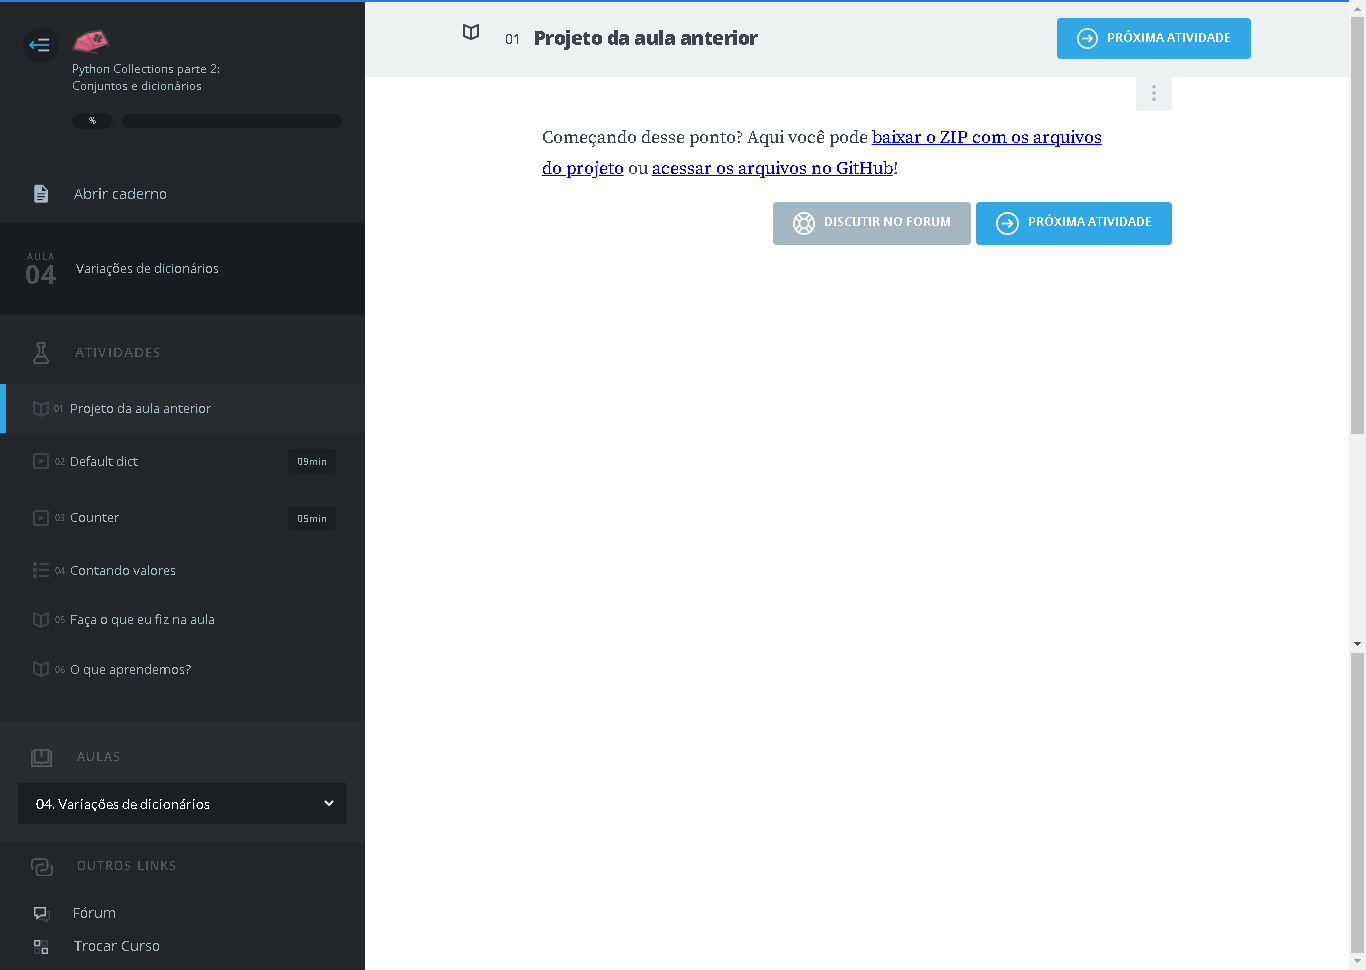 Python Collections parte 2:
Conjuntos e dicionários
%
Abrir caderno
AULA
04
Variações de dicionários
ATIVIDADES
01 Projeto da aula anterior
02 Default dict
09min
03 Counter
05min
04 Contando valores
05 Faça o que eu fiz na aula
06 O que aprendemos?
AULAS
04. Variações de dicionários
OUTROS LINKS
Fórum
Trocar Curso
01 Projeto da aula anterior
PRÓXIMA ATIVIDADE
Começando desse ponto? Aqui você pode baixar o ZIP com os arquivos
do projeto ou acessar os arquivos no GitHub!
DISCUTIR NO FORUM
PRÓXIMA ATIVIDADE